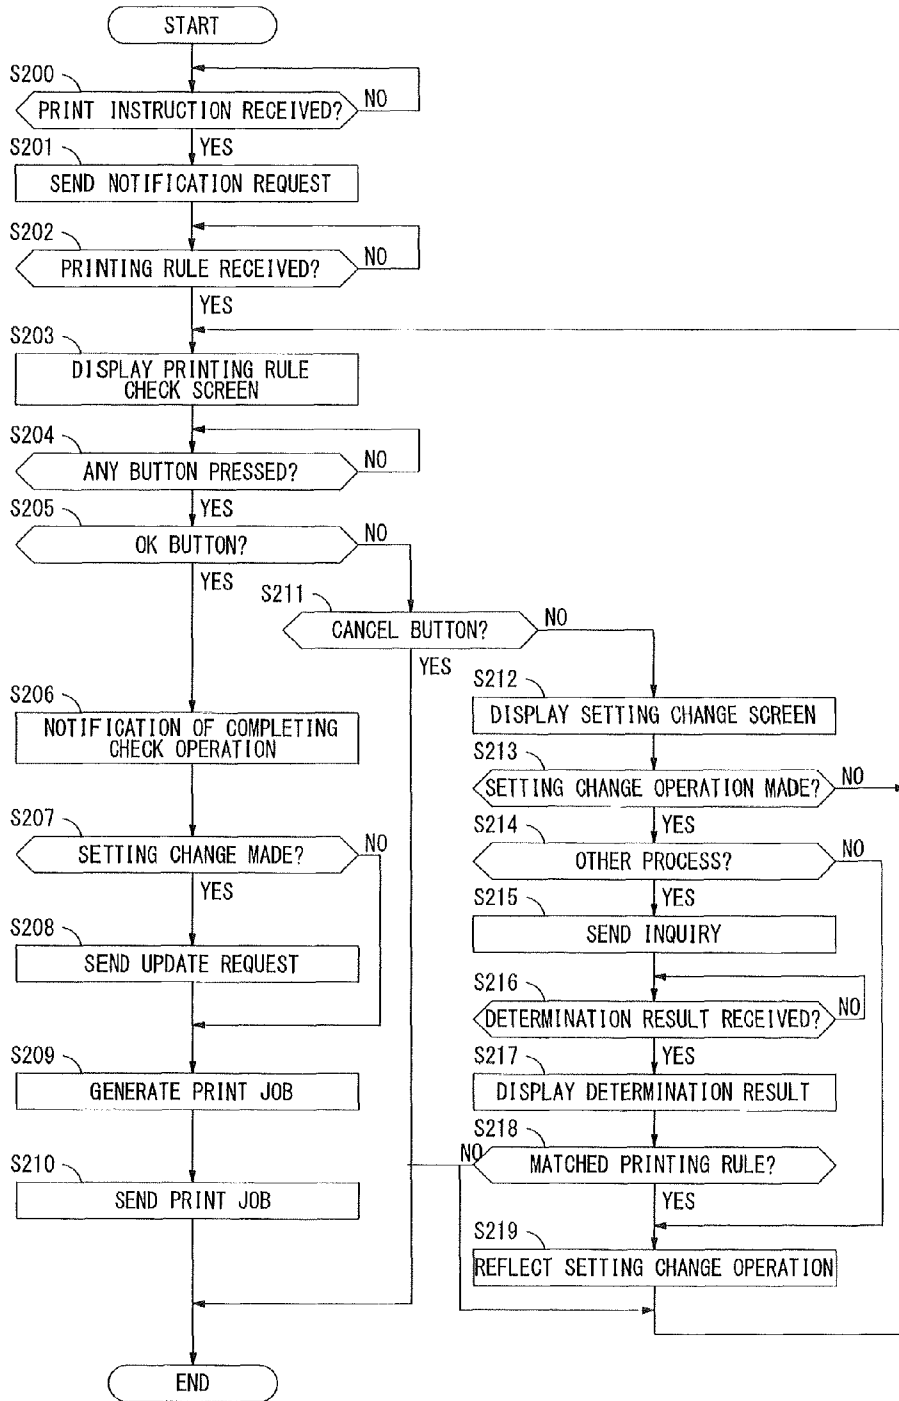 START
S200
PRINT INSTRUCTION RECEIVED?
NO
YES
S201
SEND NOTIFICATION REQUEST
S202
PRINTING RULE RECEIVED?
NO
YES
S203
DISPLAY PRINTING RULE
CHECK SCREEN
S204
ANY BUTTON PRESSED?
NO
YES
S205
OK BUTTON?
NO
YES
S211
CANCEL BUTTON?
NO
YES
S206
NOTIFICATION OF COMPLETING
CHECK OPERATION
S207
SETTING CHANGE MADE?
NO
YES
S208
SEND UPDATE REQUEST
S209
GENERATE PRINT JOB
S210
SEND PRINT JOB
S212
DISPLAY SETTING CHANGE SCREEN
S213
SETTING CHANGE OPERATION MADE?
NO
YES
S214
OTHER PROCESS?
NO
YES
S215
SEND INQUIRY
S216
DETERMINATION RESULT RECEIVED?
NO
YES
S217
DISPLAY DETERMINATION RESULT
S218
NO
MATCHED PRINTING RULE?
YES
S219
REFLECT SETTING CHANGE OPERATION
END